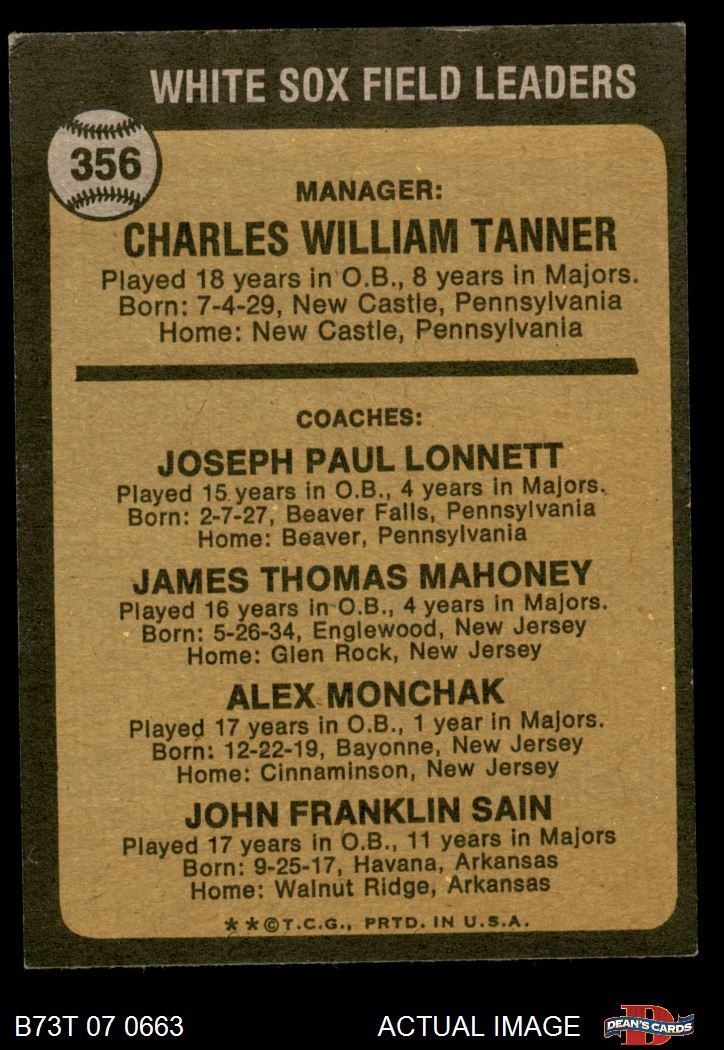 WHITE SOX FIELD LEADERS
356
MANAGER:
CHARLES WILLIAM TANNER
Played 18 years in O.B., 8 years in Majors.
Born: 7-4-29, New Castle, Pennsylvania
Home: New Castle, Pennsylvania
COACHES:
JOSEPH PAUL LONNETT
Played 15 years in O.B., 4 years in Majors.
Born: 2-7-27, Beaver Falls, Pennsylvania
Home: Beaver, Pennsylvania
JAMES THOMAS MAHONEY
Played 16 years in O.B., 4 years in Majors.
Born: 5-26-34, Englewood, New Jersey
Home: Glen Rock, New Jersey
ALEX MONCHAK
Played 17 years in O.B., 1 year in Majors.
Born: 12-22-19, Bayonne, New Jersey
Home: Cinnaminson, New Jersey
JOHN FRANKLIN SAIN
Played 17 years in O.B., 11 years in Majors
Born: 9-25-17, Havana, Arkansas
Home: Walnut Ridge, Arkansas
**©T.C.G., PRTD. IN U.S.A.
B73T 07 0663 ACTUAL IMAGE
D
DEAN'S CARDS